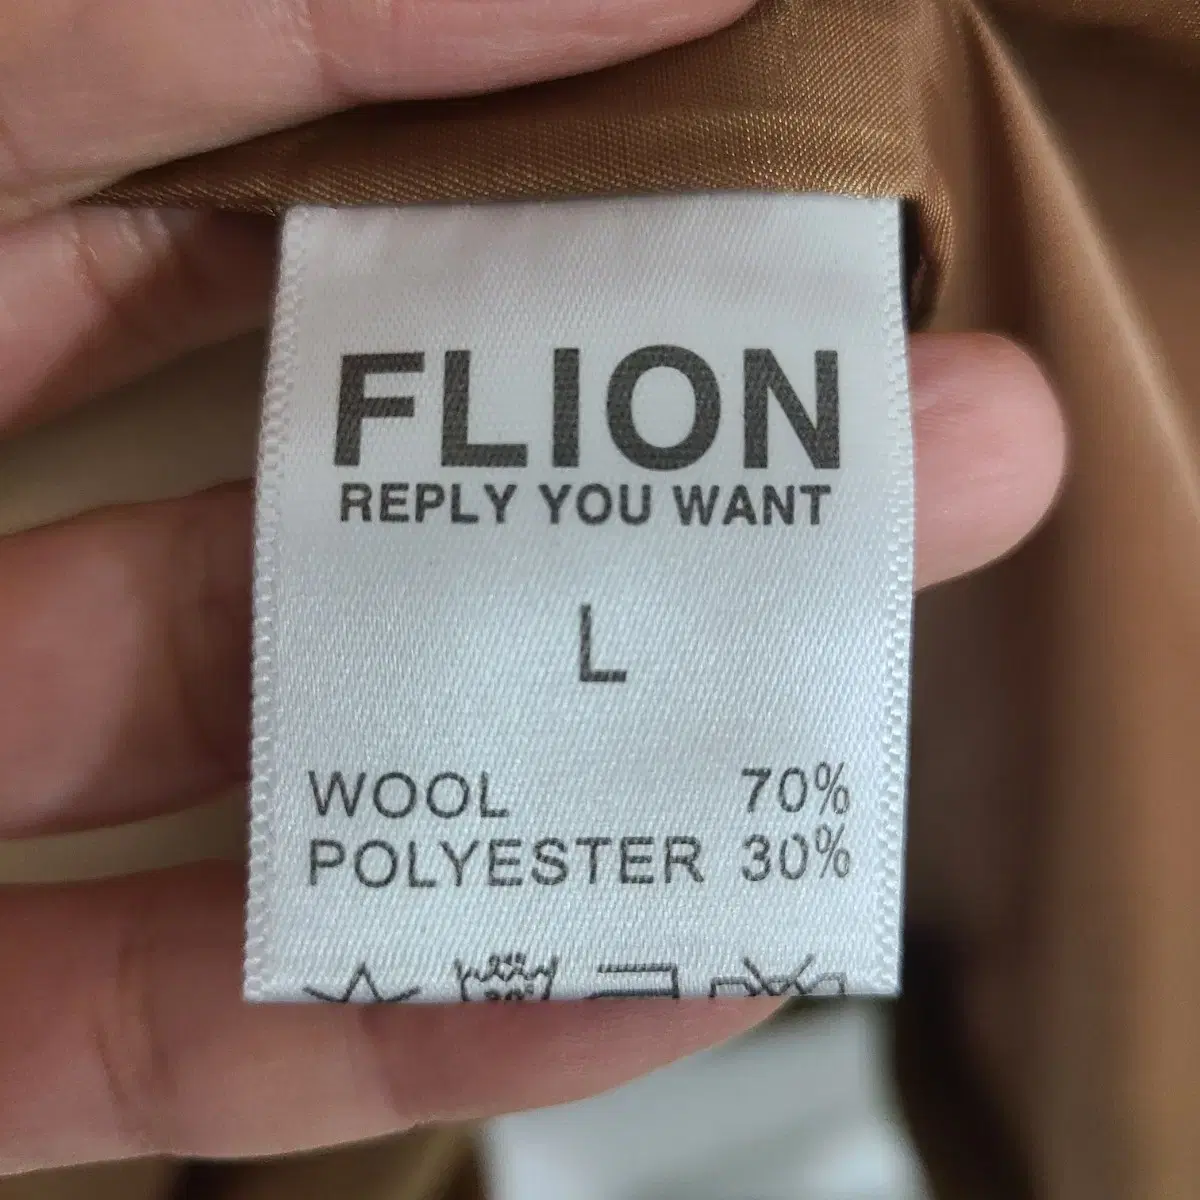 FLION
REPLY YOU WANT
L
WOOL 70%
POLYESTER 30%